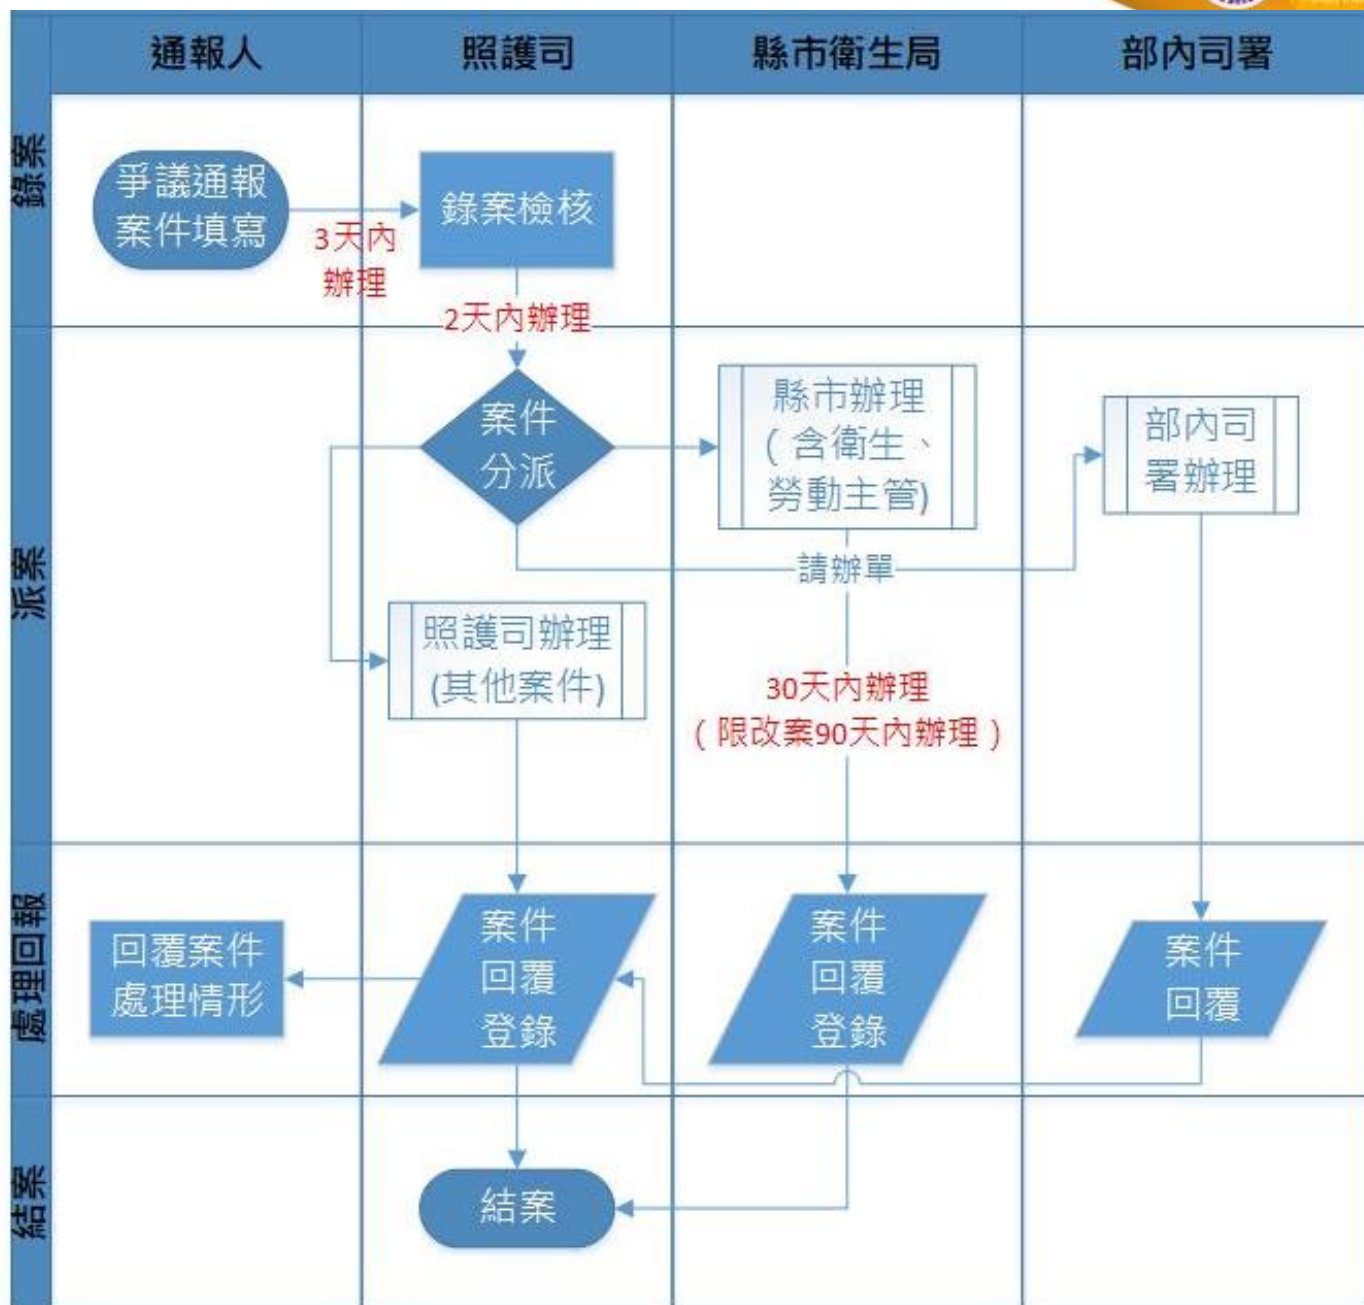 通報人
照護司
縣市衛生局
部內司署
錄案
爭議通報
案件填寫
3天內
辦理
錄案檢核
2天內辦理
派案
案件
分派
縣市辦理
(含衛生、
勞動主管)
部內司
署辦理
請辦單
照護司辦理
(其他案件)
30天內辦理
(限改案90天內辦理)
處理回報
回覆案件
處理情形
案件
回覆
登錄
案件
回覆
登錄
案件
回覆
結案
結案